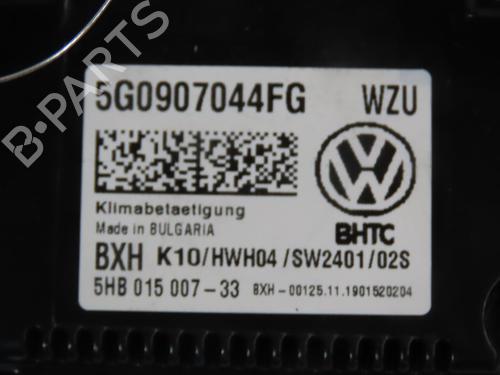 5G0907044FG WZU
Klimabetaetigung
Made in BULGARIA
BHTC
BXH K10/HWH04/SW2401/02S
5HB 015 007-33 BXH-00125.11.1901520204
B-PARTS